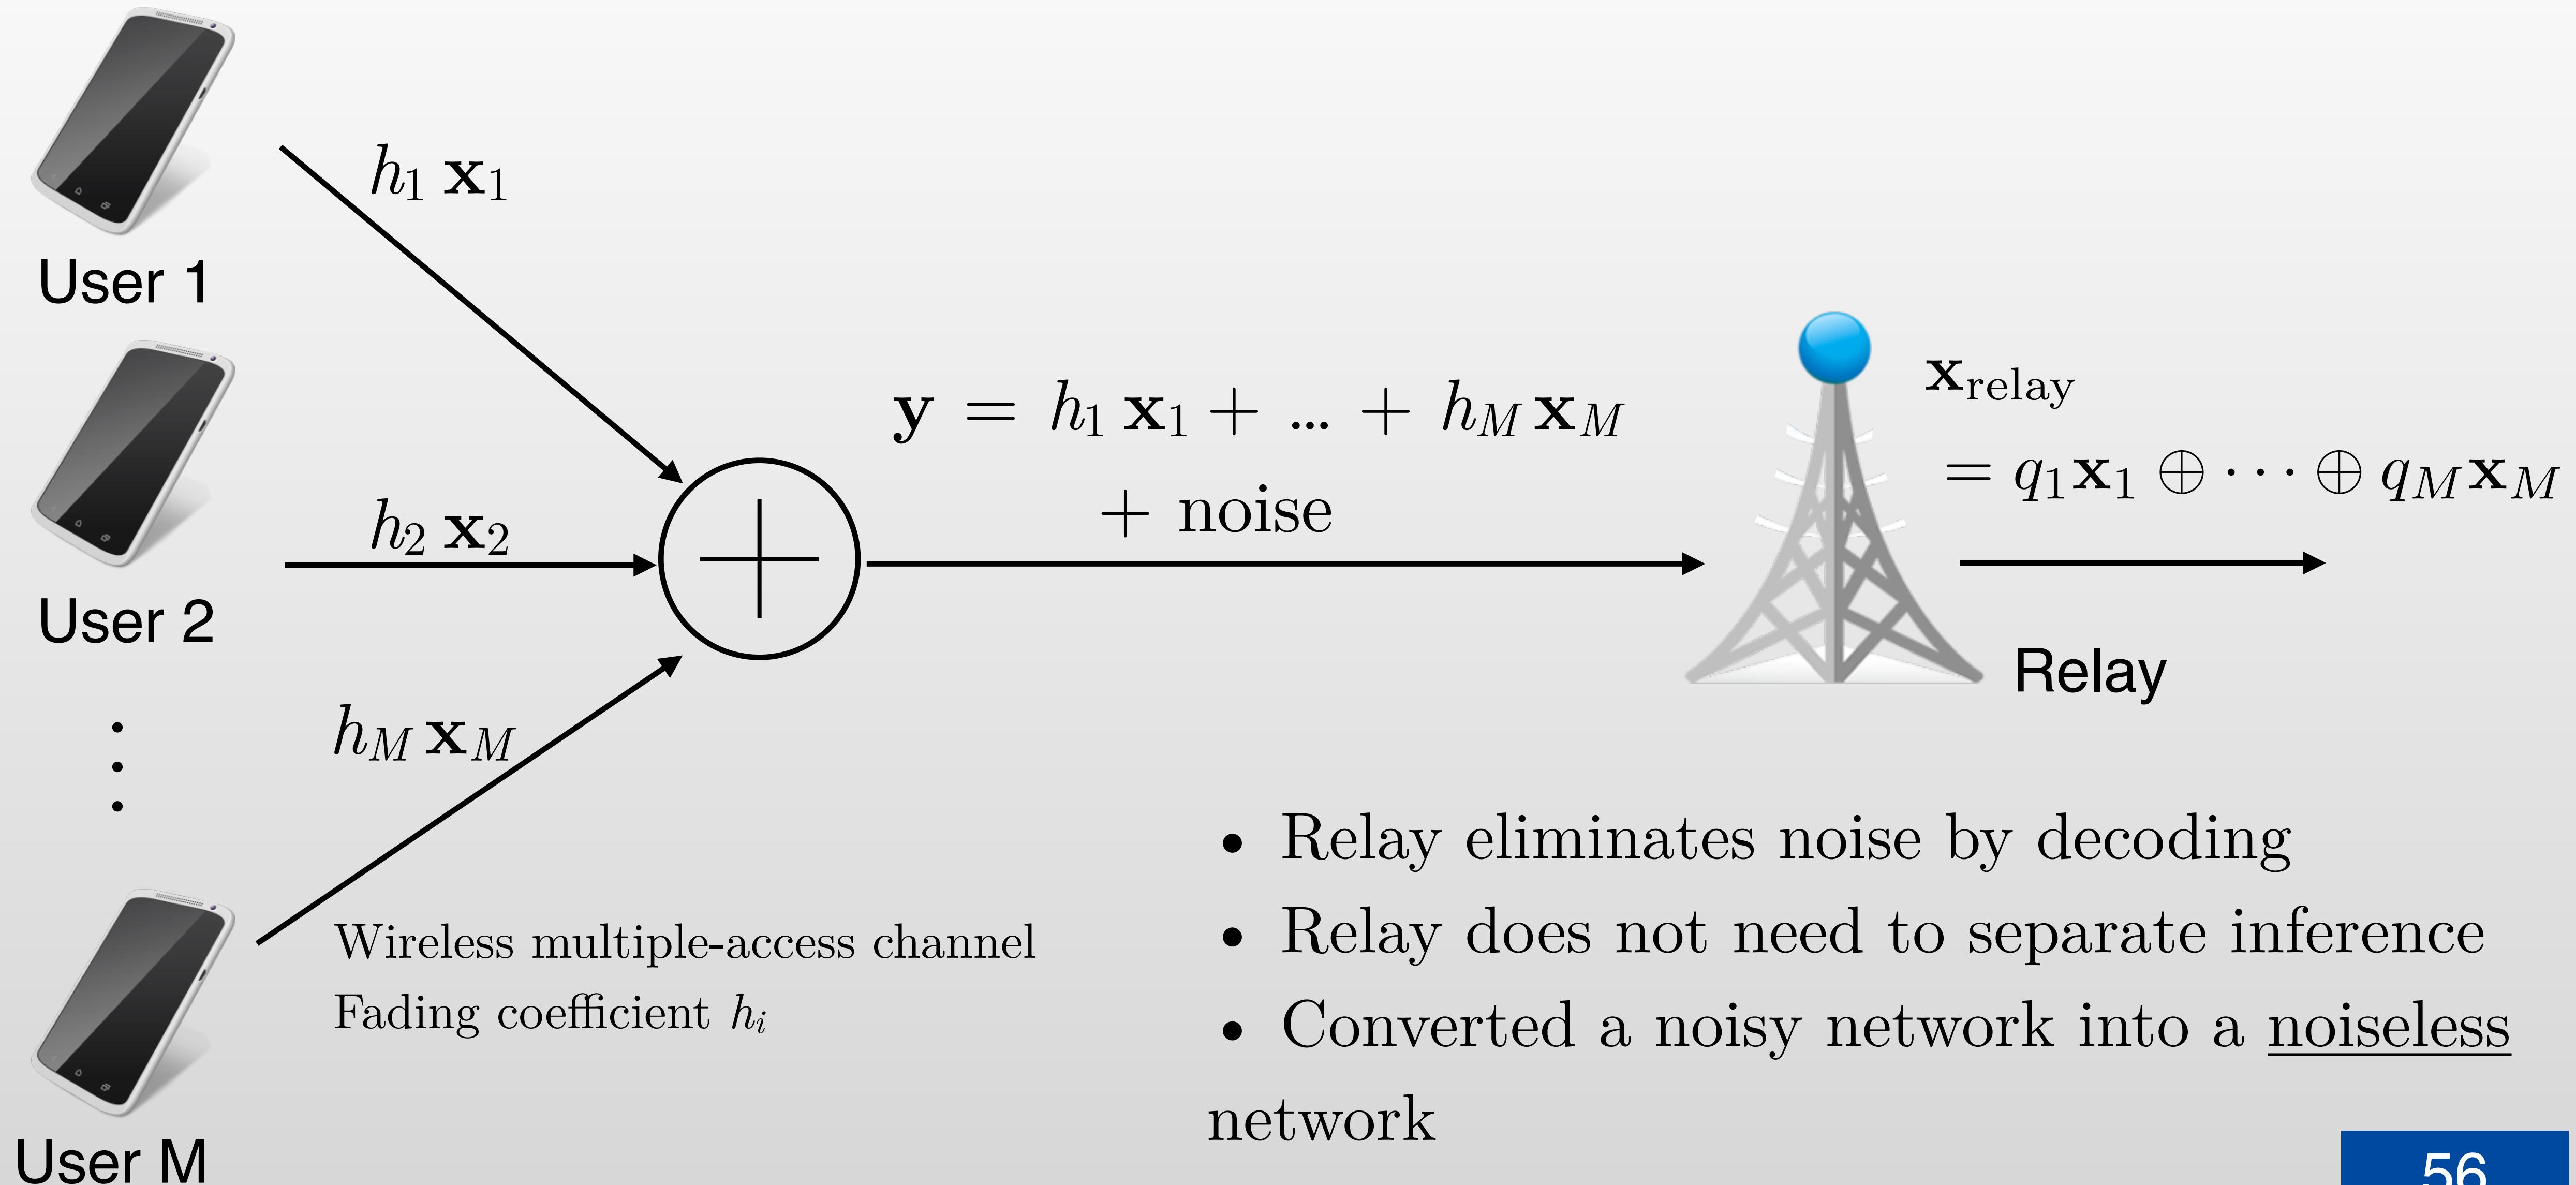 h₁ 𝐱₁
User 1
h₂ 𝐱₂
User 2
⋮
h_M 𝐱_M
User M
Wireless multiple-access channel
Fading coefficient hᵢ
𝐲 = h₁ 𝐱₁ + … + h_M 𝐱_M
+ noise
𝐱_relay
= q₁𝐱₁ ⊕ ⋯ ⊕ q_M 𝐱_M
Relay
• Relay eliminates noise by decoding
• Relay does not need to separate inference
• Converted a noisy network into a noiseless
network
56